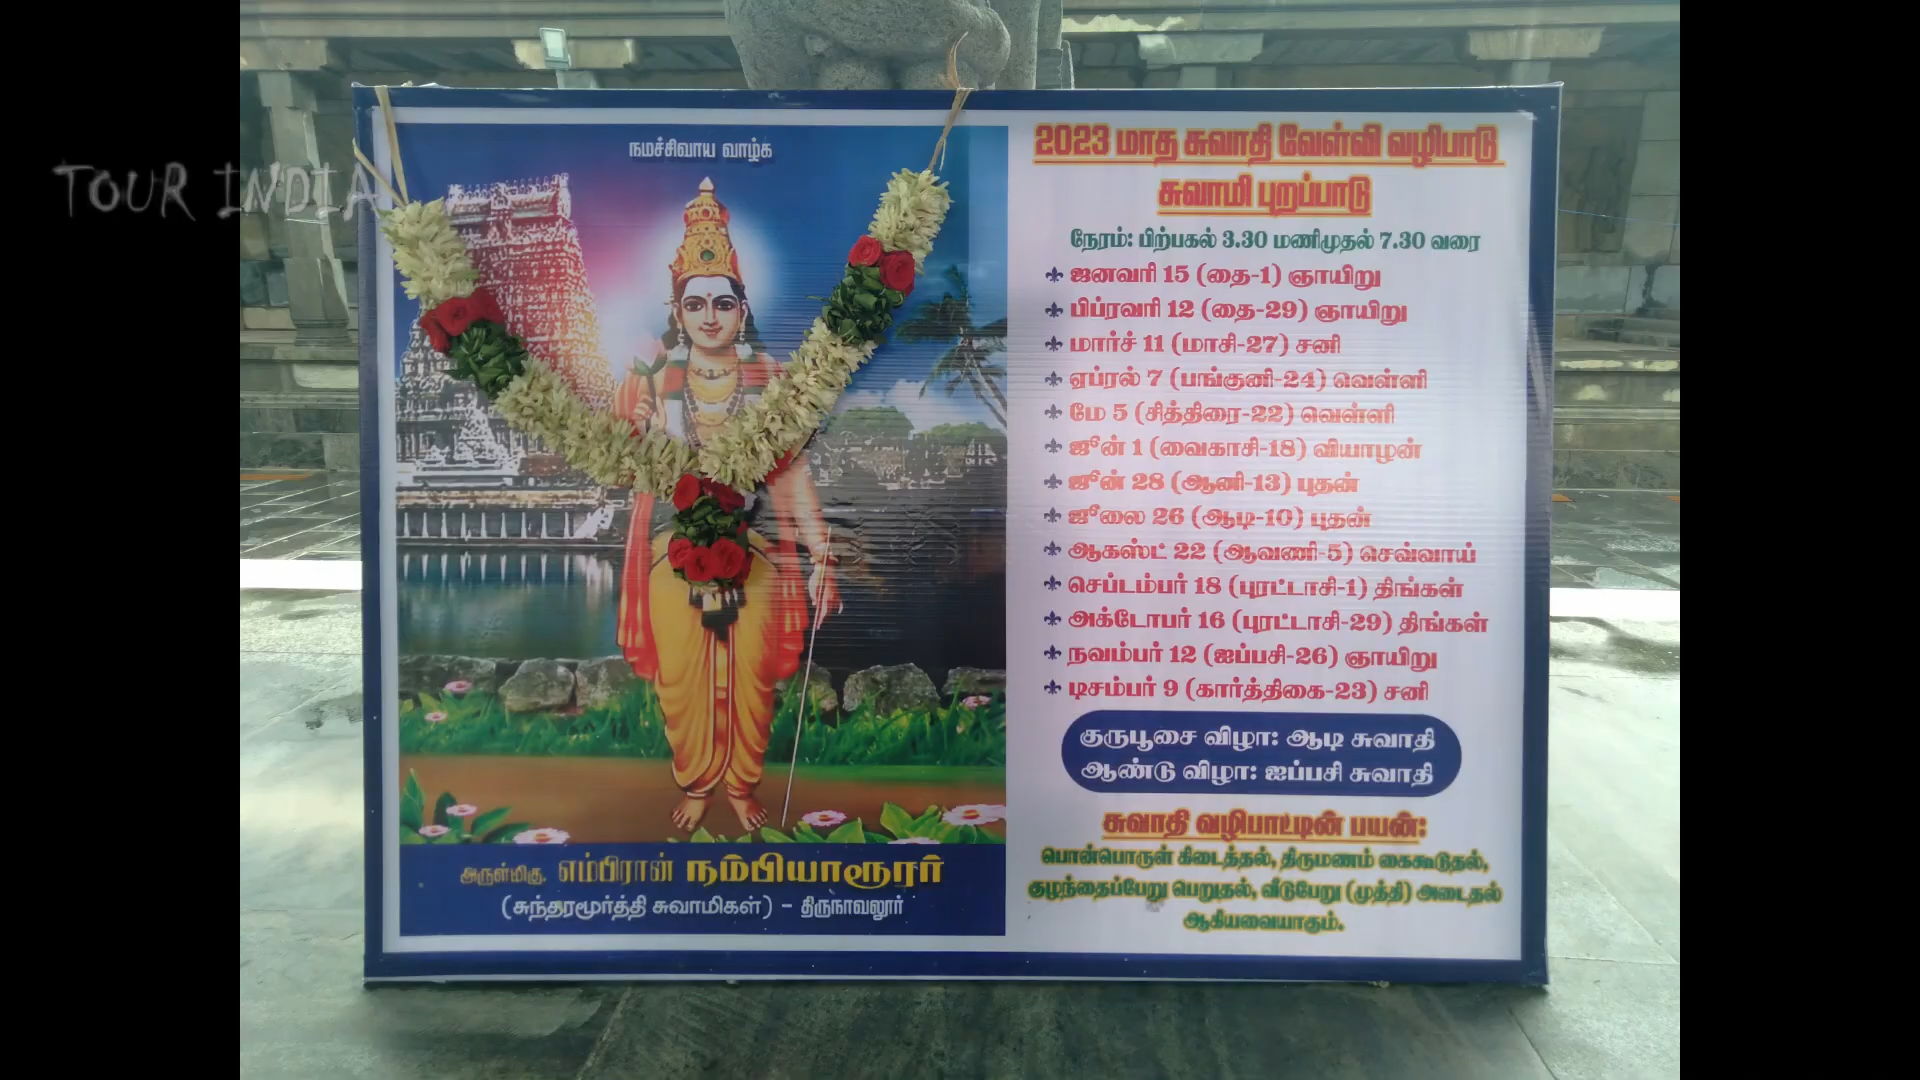 TOUR INDIA
நமச்சிவாய வாழ்க
அருள்மிகு. எம்பிரான் நம்பியாரூரர்
(சுந்தரமூர்த்தி சுவாமிகள்) - திருநாவலூர்
2023 மாத சுவாதி வேள்வி வழிபாடு
சுவாமி புறப்பாடு
நேரம்: பிற்பகல் 3.30 மணிமுதல் 7.30 வரை
ஜனவரி 15 (தை-1) ஞாயிறு
பிப்ரவரி 12 (தை-29) ஞாயிறு
மார்ச் 11 (மாசி-27) சனி
ஏப்ரல் 7 (பங்குனி-24) வெள்ளி
மே 5 (சித்திரை-22) வெள்ளி
ஜூன் 1 (வைகாசி-18) வியாழன்
ஜூன் 28 (ஆனி-13) புதன்
ஜூலை 26 (ஆடி-10) புதன்
ஆகஸ்ட் 22 (ஆவணி-5) செவ்வாய்
செப்டம்பர் 18 (புரட்டாசி-1) திங்கள்
அக்டோபர் 16 (புரட்டாசி-29) திங்கள்
நவம்பர் 12 (ஐப்பசி-26) ஞாயிறு
டிசம்பர் 9 (கார்த்திகை-23) சனி
குருபூசை விழா: ஆடி சுவாதி
ஆண்டு விழா: ஐப்பசி சுவாதி
சுவாதி வழிபாட்டின் பயன்:
பொன்பொருள் கிடைத்தல், திருமணம் கைகூடுதல்,
குழந்தைப்பேறு பெறுதல், வீடுபேறு (முத்தி) அடைதல்
ஆகியவையாகும்.